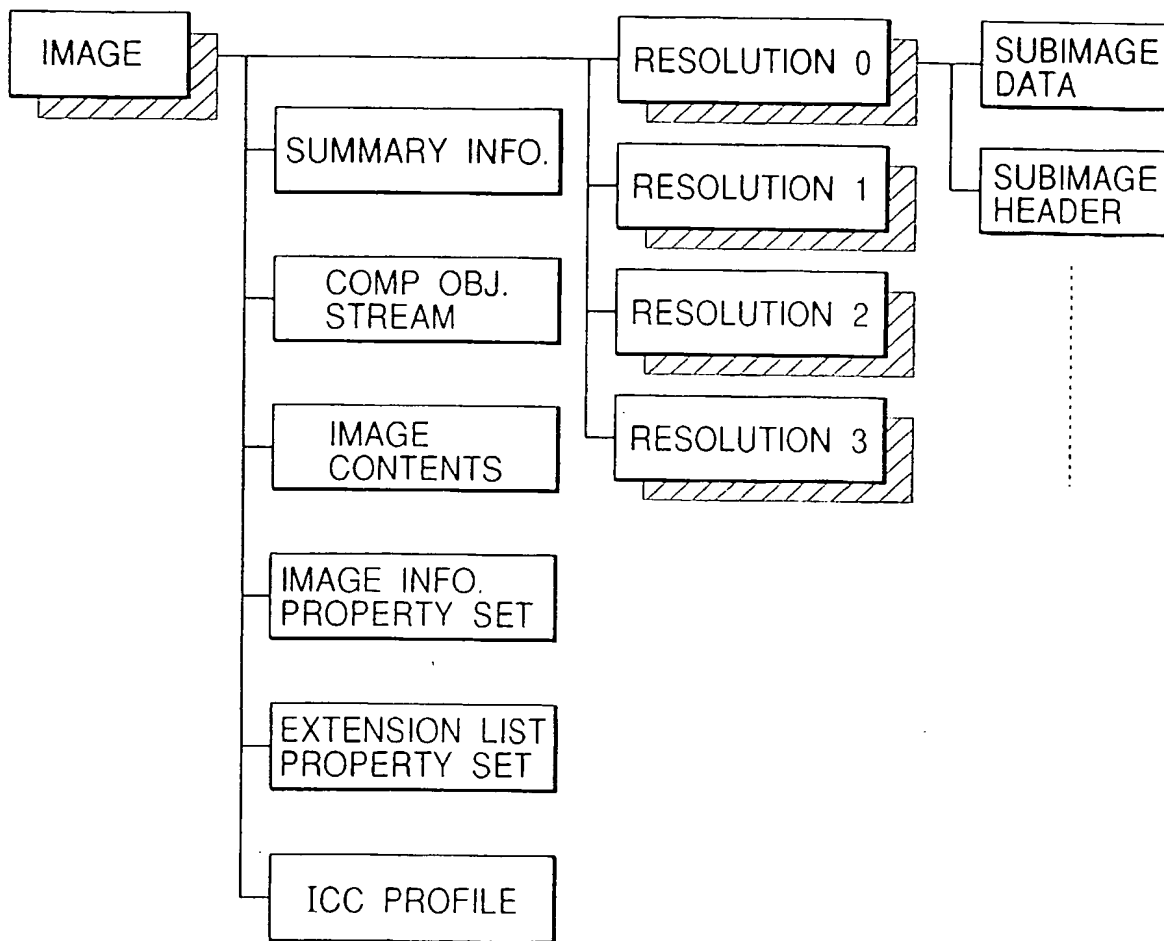 IMAGE
SUMMARY INFO.
COMP OBJ.
STREAM
IMAGE
CONTENTS
IMAGE INFO.
PROPERTY SET
EXTENSION LIST
PROPERTY SET
ICC PROFILE
RESOLUTION 0
RESOLUTION 1
RESOLUTION 2
RESOLUTION 3
SUBIMAGE
DATA
SUBIMAGE
HEADER